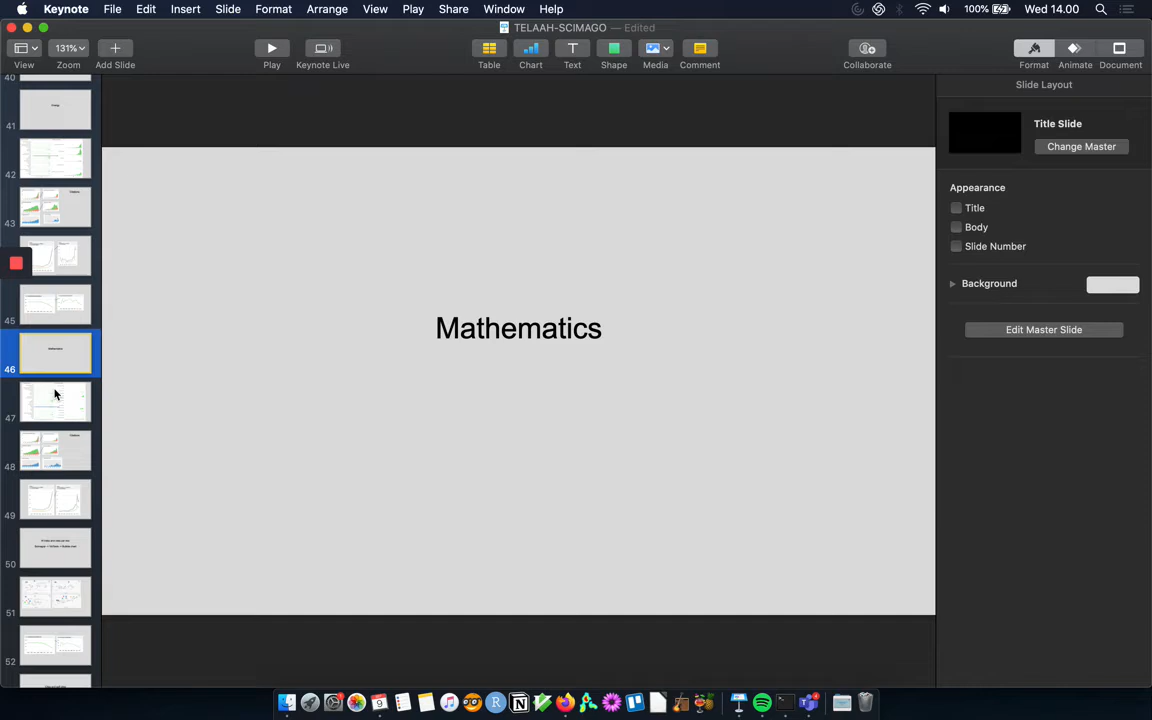 Keynote File Edit Insert Slide Format Arrange View Play Share Window Help 100% Wed 14.00
TELAAH-SCIMAGO — Edited
131%
View Zoom Add Slide Play Keynote Live Table Chart Text Shape Media Comment Collaborate Format Animate Document
Slide Layout
Title Slide
Change Master
Appearance
Title
Body
Slide Number
Background
Edit Master Slide
Mathematics
40
41
42
43
45
46
47
48
49
50
51
52